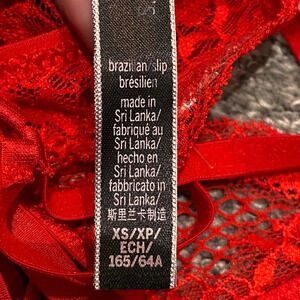 brazilian/slip
brésilien
made in
Sri Lanka/
fabriqué au
Sri Lanka/
hecho en
Sri Lanka/
fabbricato in
Sri Lanka/
斯里兰卡制造
XS/XP/
ECH/
165/64A